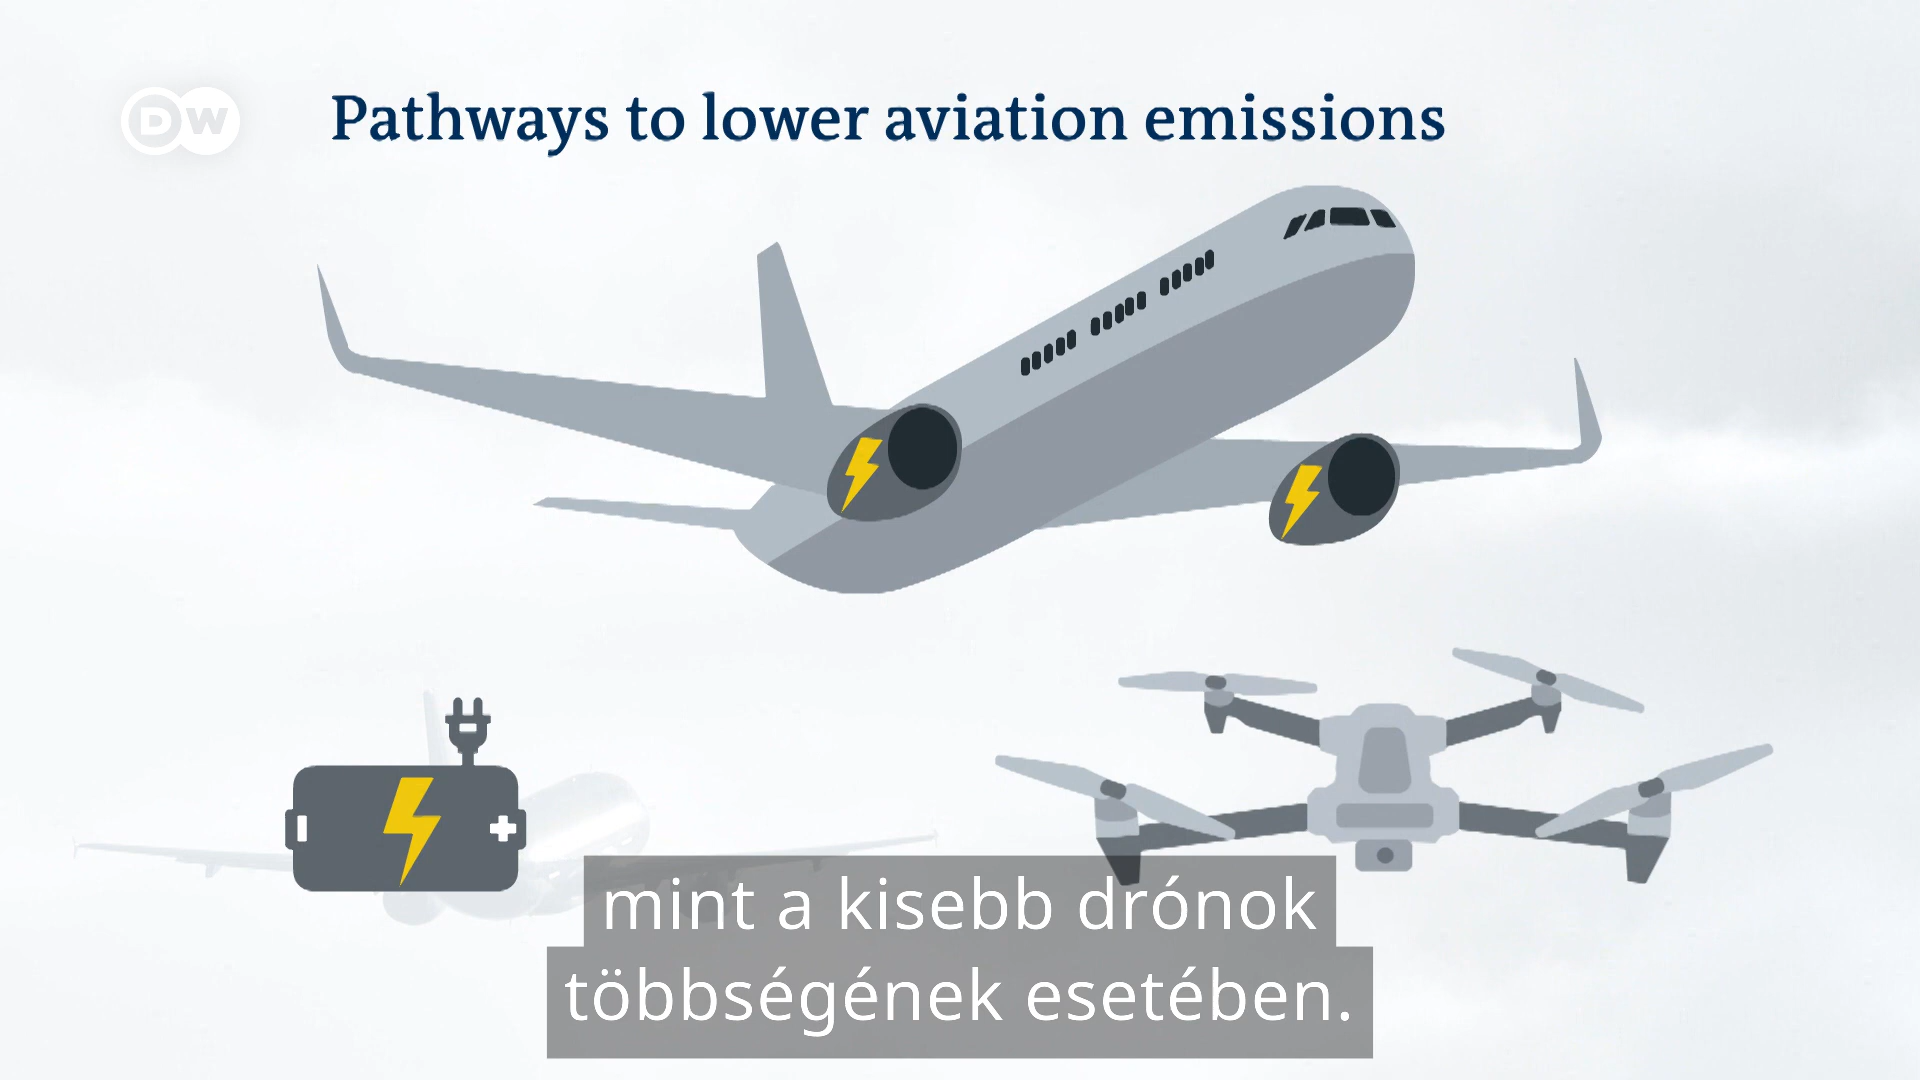 DW
Pathways to lower aviation emissions
mint a kisebb drónok
többségének esetében.